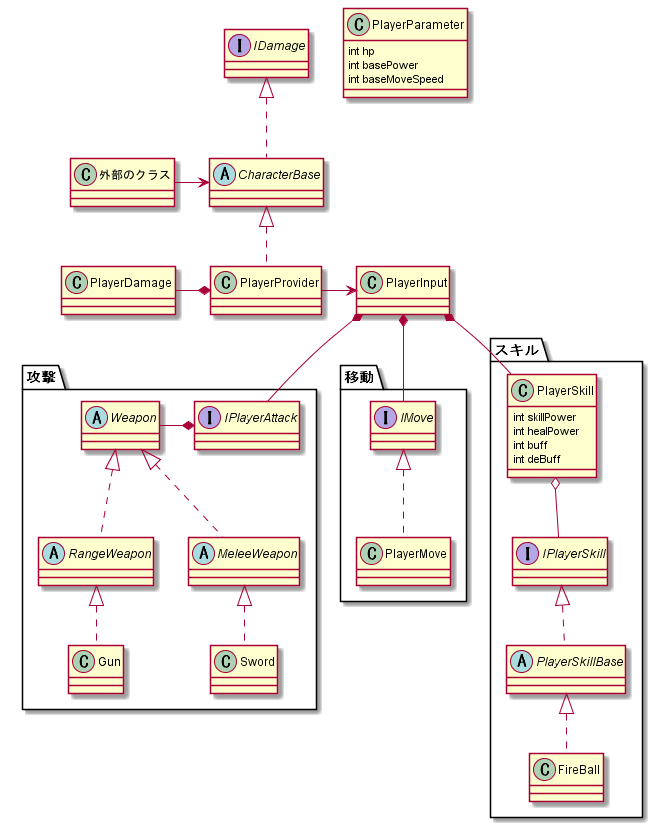 I IDamage
C PlayerParameter
int hp
int basePower
int baseMoveSpeed
C 外部のクラス
A CharacterBase
C PlayerDamage
C PlayerProvider
C PlayerInput
攻撃
A Weapon
I IPlayerAttack
A RangeWeapon
A MeleeWeapon
C Gun
C Sword
移動
I IMove
C PlayerMove
スキル
C PlayerSkill
int skillPower
int healPower
int buff
int deBuff
I IPlayerSkill
A PlayerSkillBase
C FireBall